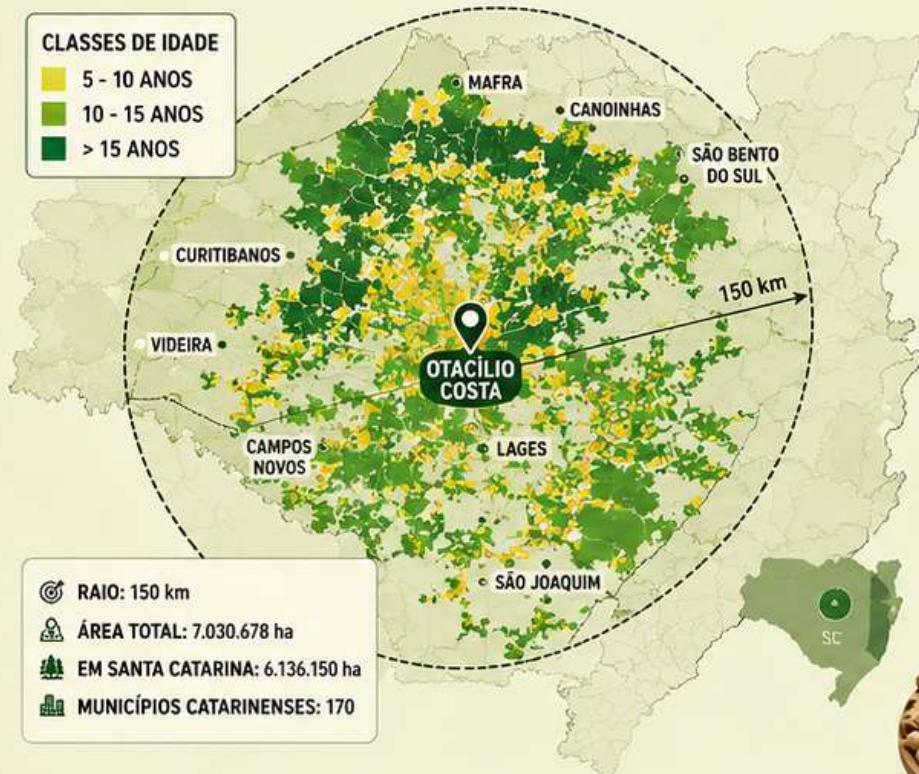 CLASSES DE IDADE
5 - 10 ANOS
10 - 15 ANOS
> 15 ANOS
MAFRA
CANOINHAS
SÃO BENTO
DO SUL
CURITIBANOS
150 km
VIDEIRA
OTACÍLIO
COSTA
CAMPOS
NOVOS
LAGES
SÃO JOAQUIM
RAIO: 150 km
ÁREA TOTAL: 7.030.678 ha
EM SANTA CATARINA: 6.136.150 ha
MUNICÍPIOS CATARINENSES: 170
SC